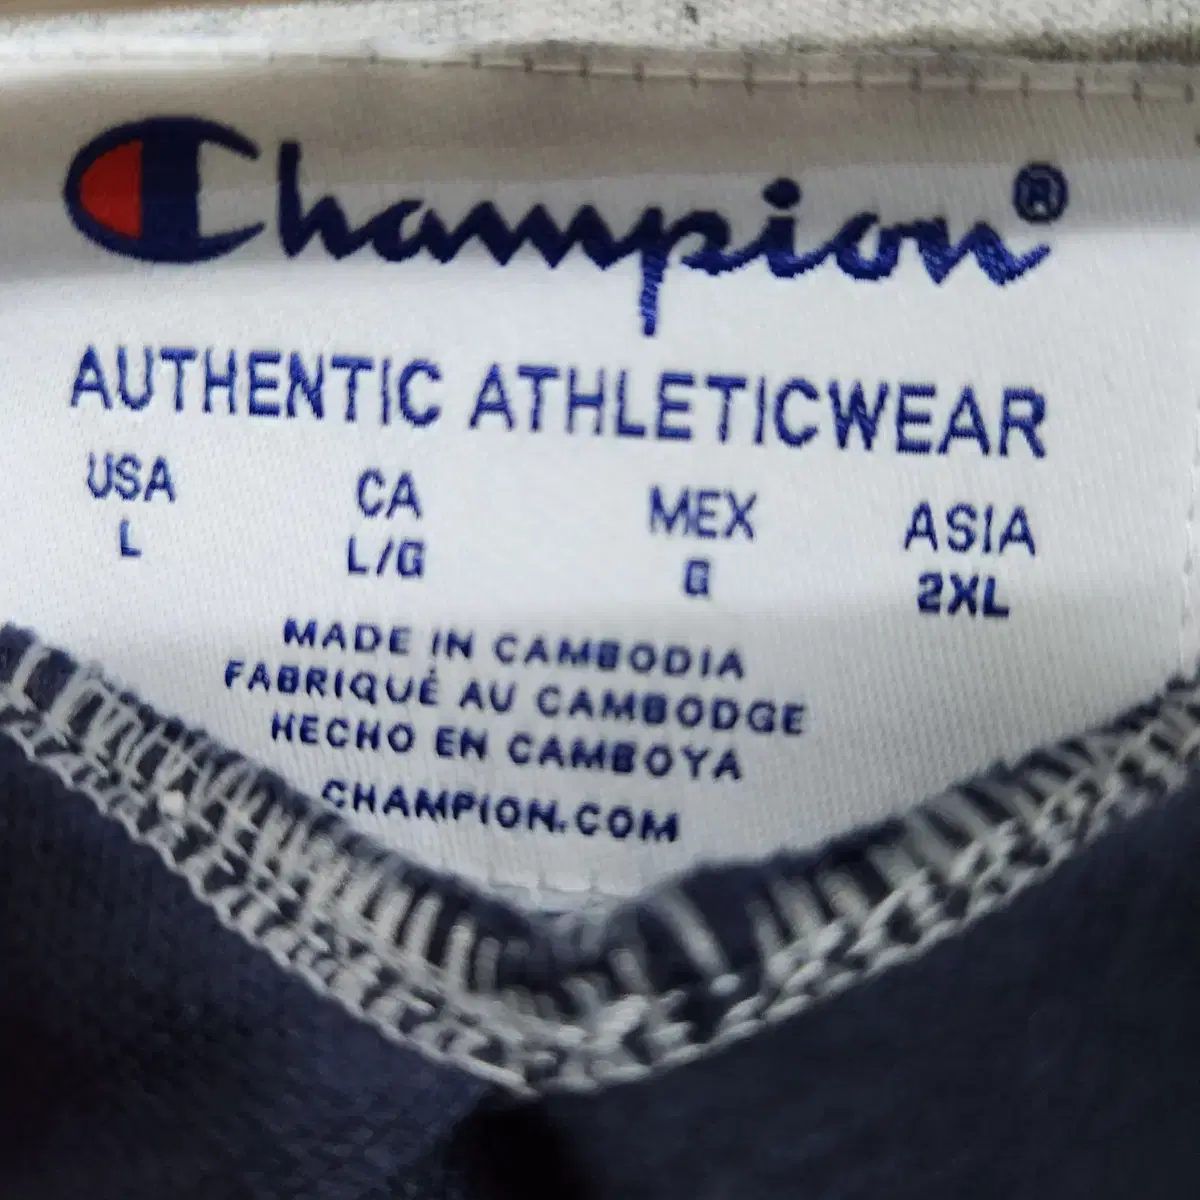 Champion®
AUTHENTIC ATHLETICWEAR
USA CA MEX ASIA
L L/G G 2XL
MADE IN CAMBODIA
FABRIQUÉ AU CAMBODGE
HECHO EN CAMBOYA
CHAMPION.COM